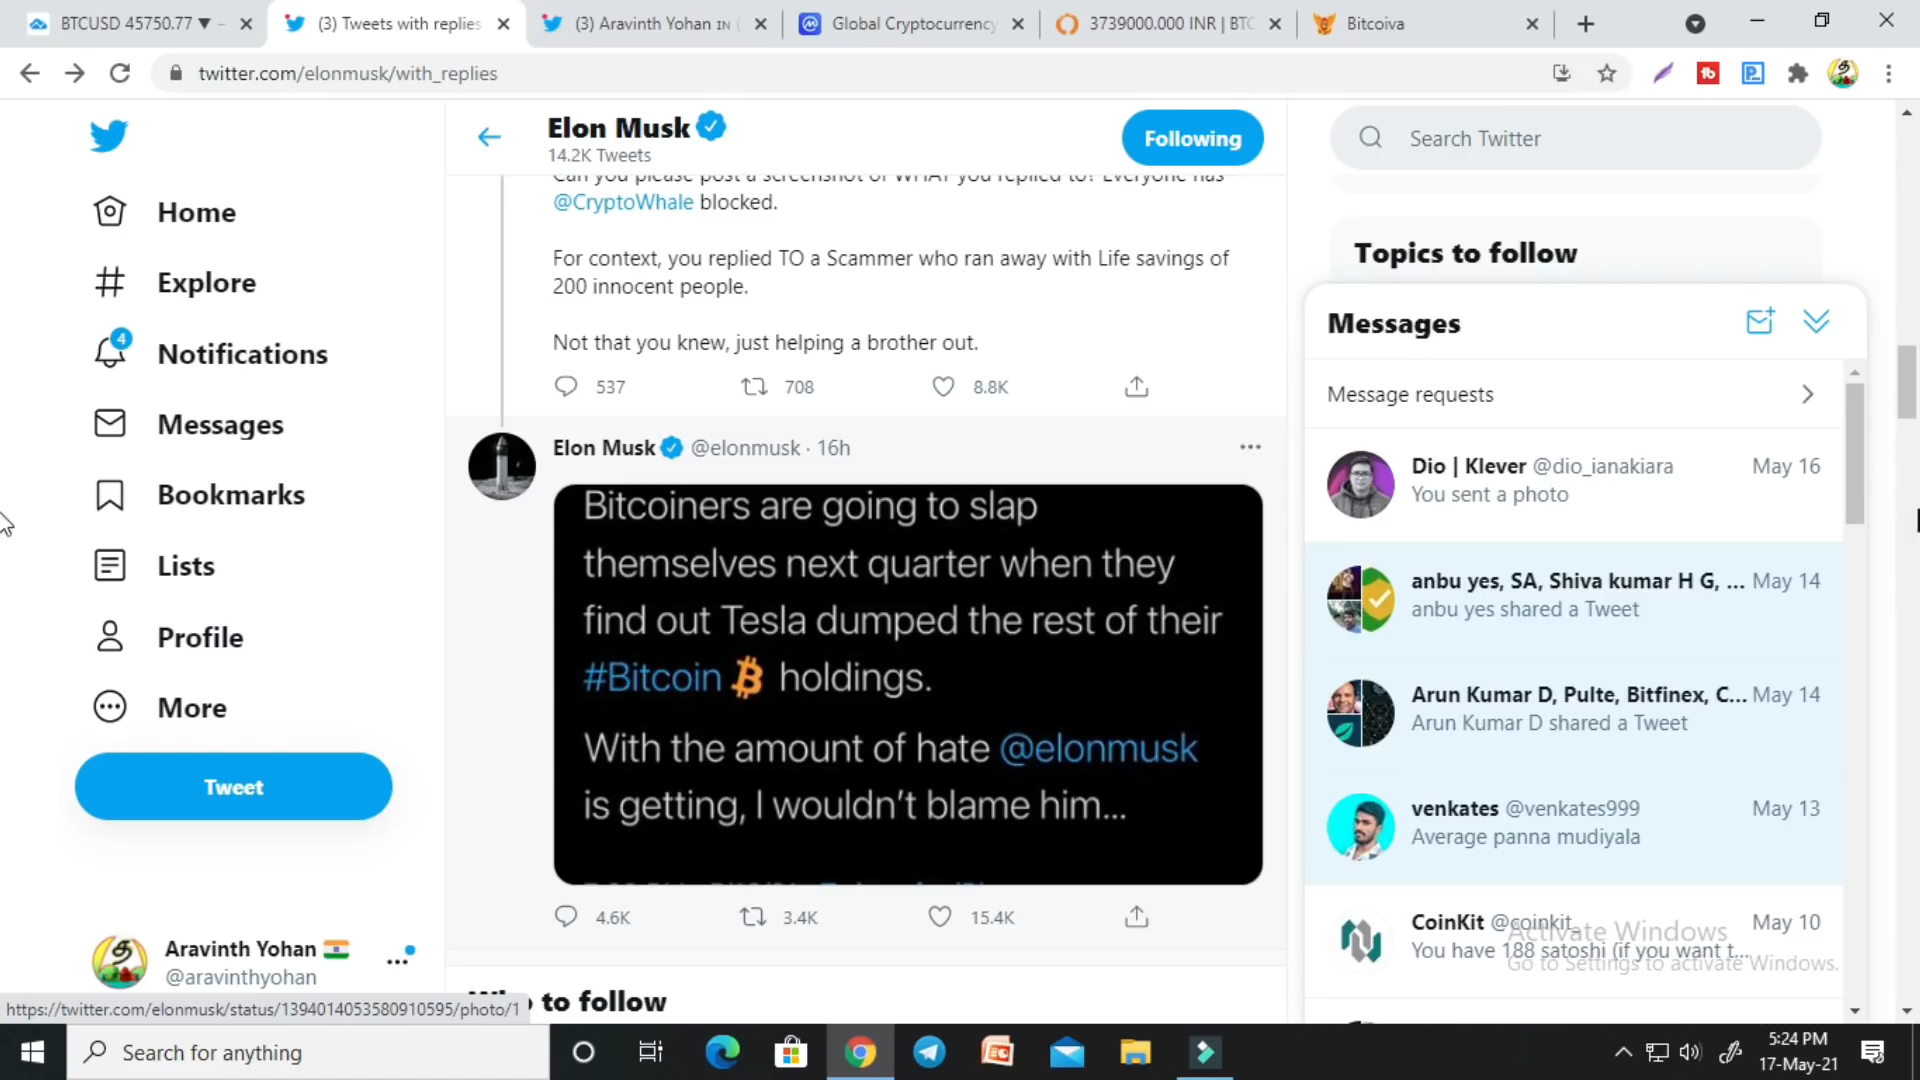 BTCUSD 45750.77 ▼ –
(3) Tweets with replies
(3) Aravinth Yohan IN (
Global Cryptocurrency
3739000.000 INR | BTC
Bitcoiva
twitter.com/elonmusk/with_replies
Home
Explore
4
Notifications
Messages
Bookmarks
Lists
Profile
More
Tweet
Aravinth Yohan
@aravinthyohan
https://twitter.com/elonmusk/status/1394014053580910595/photo/1
Elon Musk
14.2K Tweets
Following
Can you please post a screenshot of WHAT you replied to? Everyone has
@CryptoWhale blocked.
For context, you replied TO a Scammer who ran away with Life savings of
200 innocent people.
Not that you knew, just helping a brother out.
537 708 8.8K
Elon Musk @elonmusk · 16h
Bitcoiners are going to slap
themselves next quarter when they
find out Tesla dumped the rest of their
#Bitcoin holdings.
With the amount of hate @elonmusk
is getting, I wouldn't blame him...
4.6K 3.4K 15.4K
to follow
Search Twitter
Topics to follow
Messages
Message requests
Dio | Klever @dio_ianakiara May 16
You sent a photo
anbu yes, SA, Shiva kumar H G, ... May 14
anbu yes shared a Tweet
Arun Kumar D, Pulte, Bitfinex, C... May 14
Arun Kumar D shared a Tweet
venkates @venkates999 May 13
Average panna mudiyala
CoinKit @coinkit_ May 10
You have 188 satoshi (if you want t...
Activate Windows
Go to Settings to activate Windows.
Search for anything
5:24 PM
17-May-21